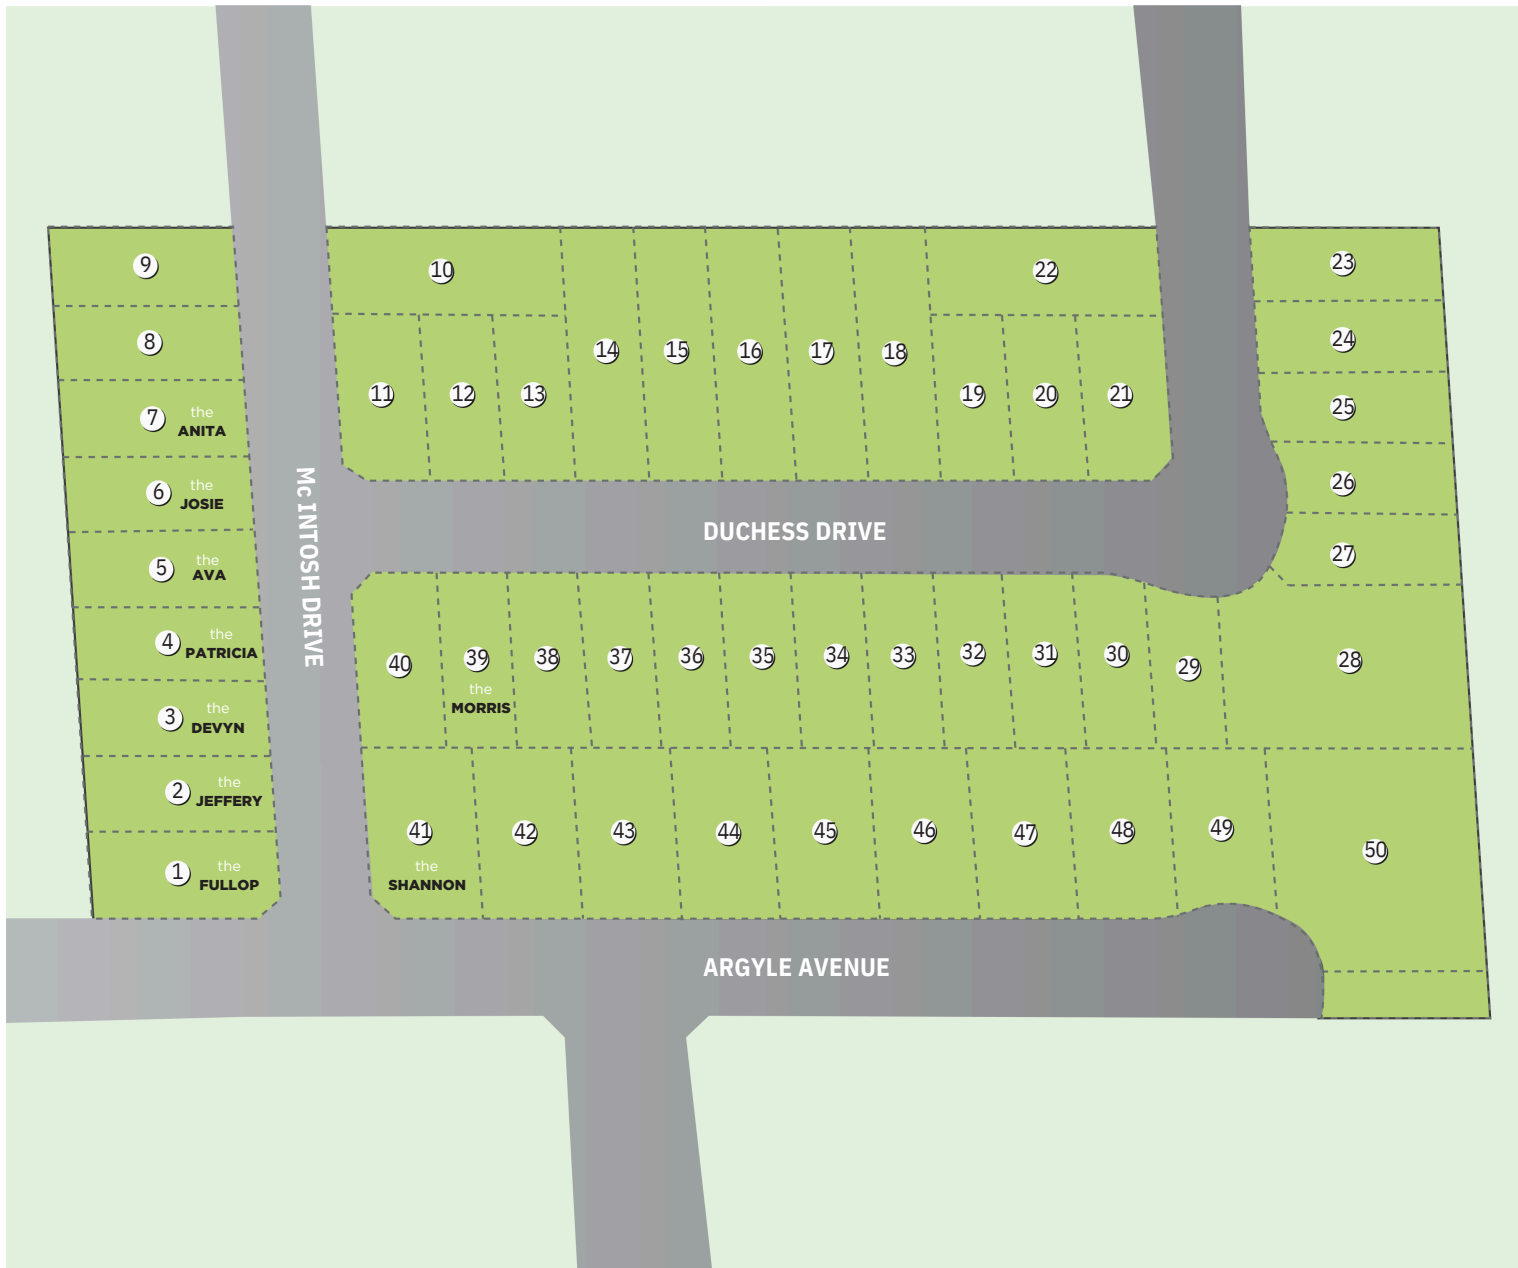 9
10
22
23
8
24
7
the
ANITA
11
12
13
14
15
16
17
18
19
20
21
25
6
the
JOSIE
26
Mc INTOSH DRIVE
DUCHESS DRIVE
5
the
AVA
27
4
the
PATRICIA
40
39
the
MORRIS
38
37
36
35
34
33
32
31
30
29
28
3
the
DEVYN
2
the
JEFFERY
1
the
FULLOP
41
the
SHANNON
42
43
44
45
46
47
48
49
50
ARGYLE AVENUE